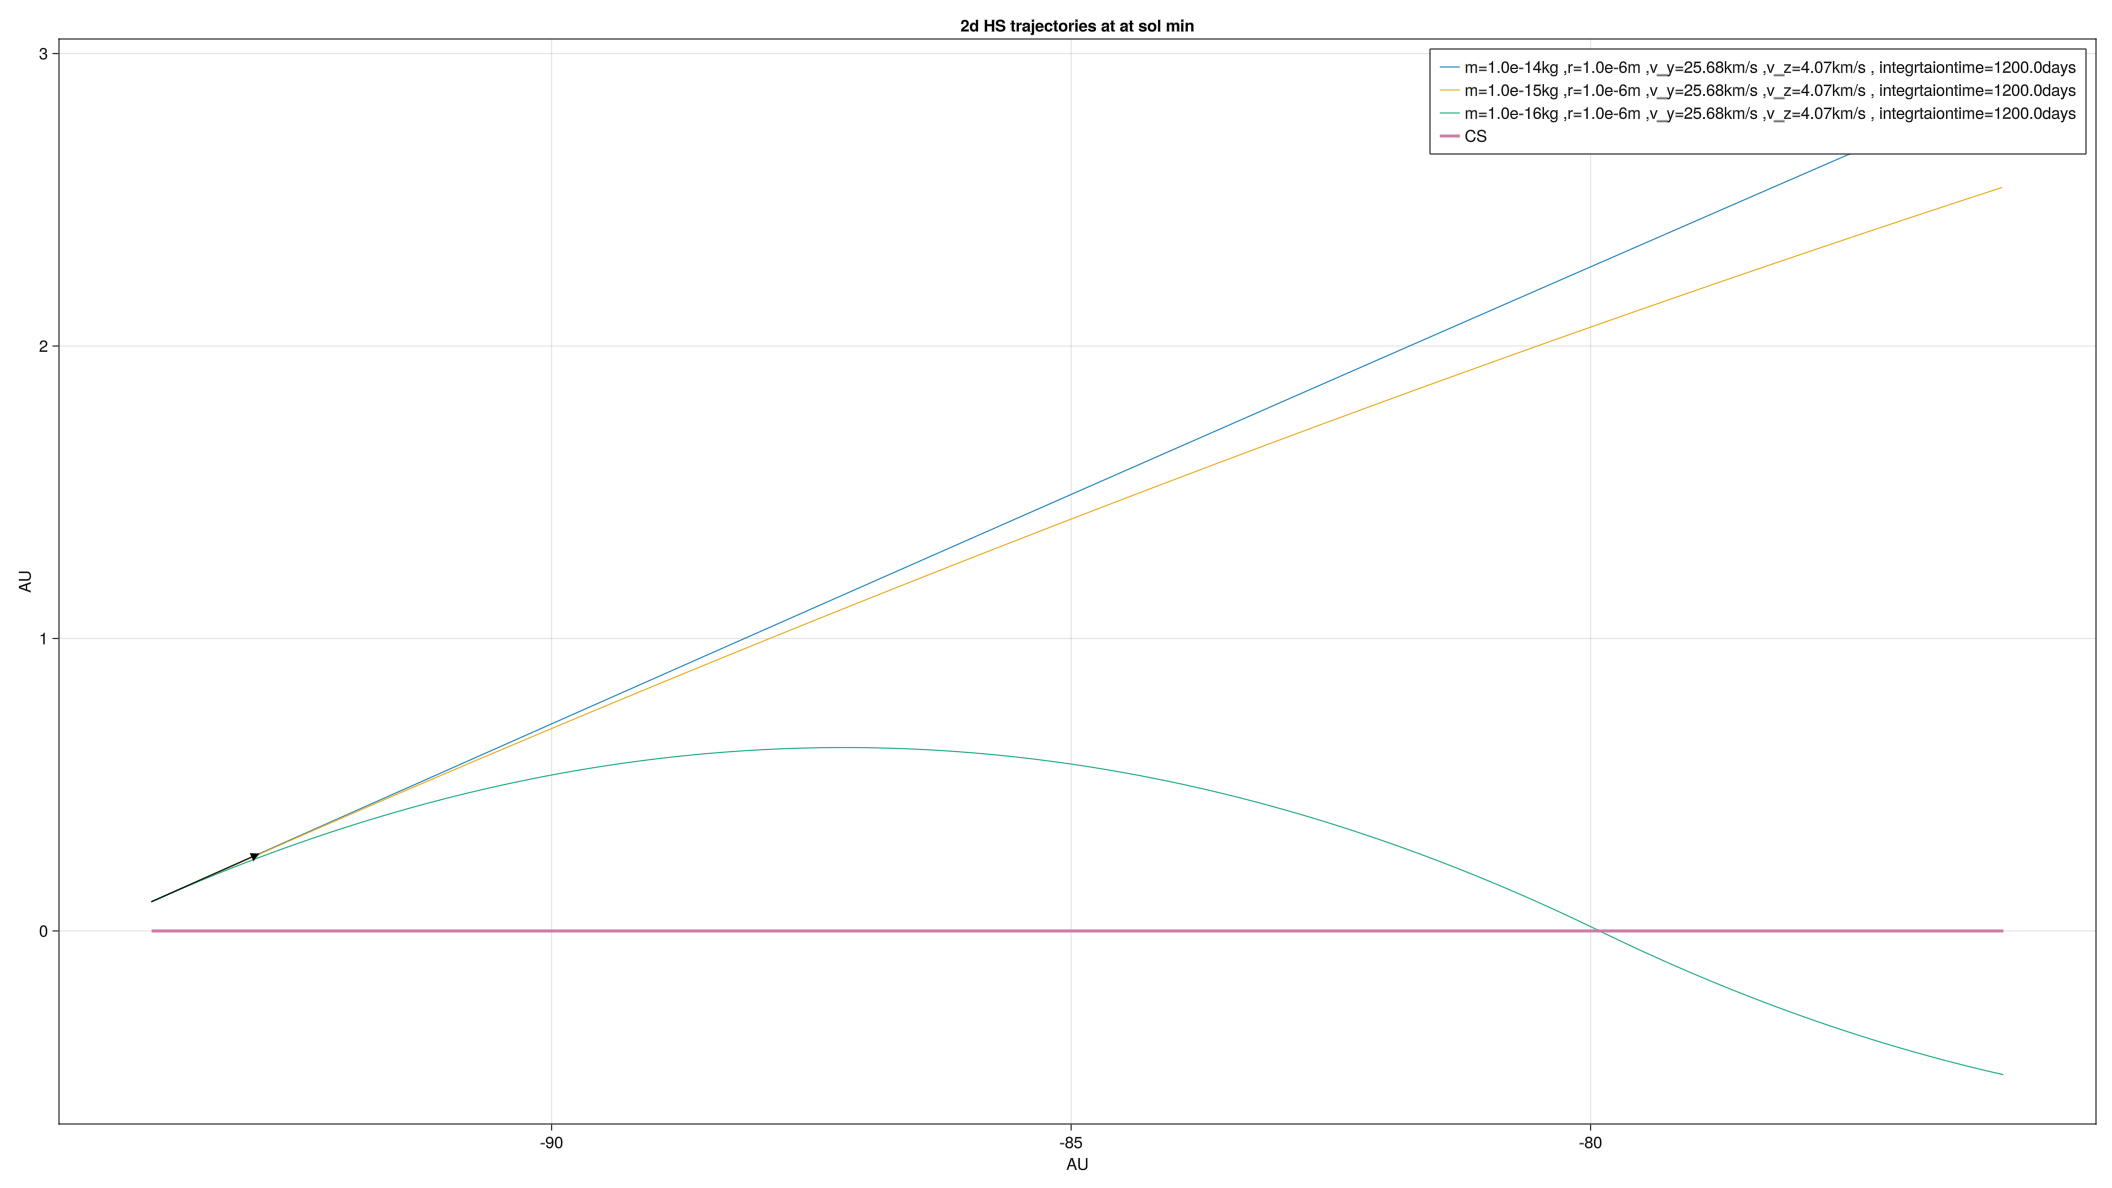 2d HS trajectories at at sol min
m=1.0e-14kg ,r=1.0e-6m ,v_y=25.68km/s ,v_z=4.07km/s , integrtaiontime=1200.0days
m=1.0e-15kg ,r=1.0e-6m ,v_y=25.68km/s ,v_z=4.07km/s , integrtaiontime=1200.0days
m=1.0e-16kg ,r=1.0e-6m ,v_y=25.68km/s ,v_z=4.07km/s , integrtaiontime=1200.0days
CS
3
2
1
0
AU
-90
-85
-80
AU